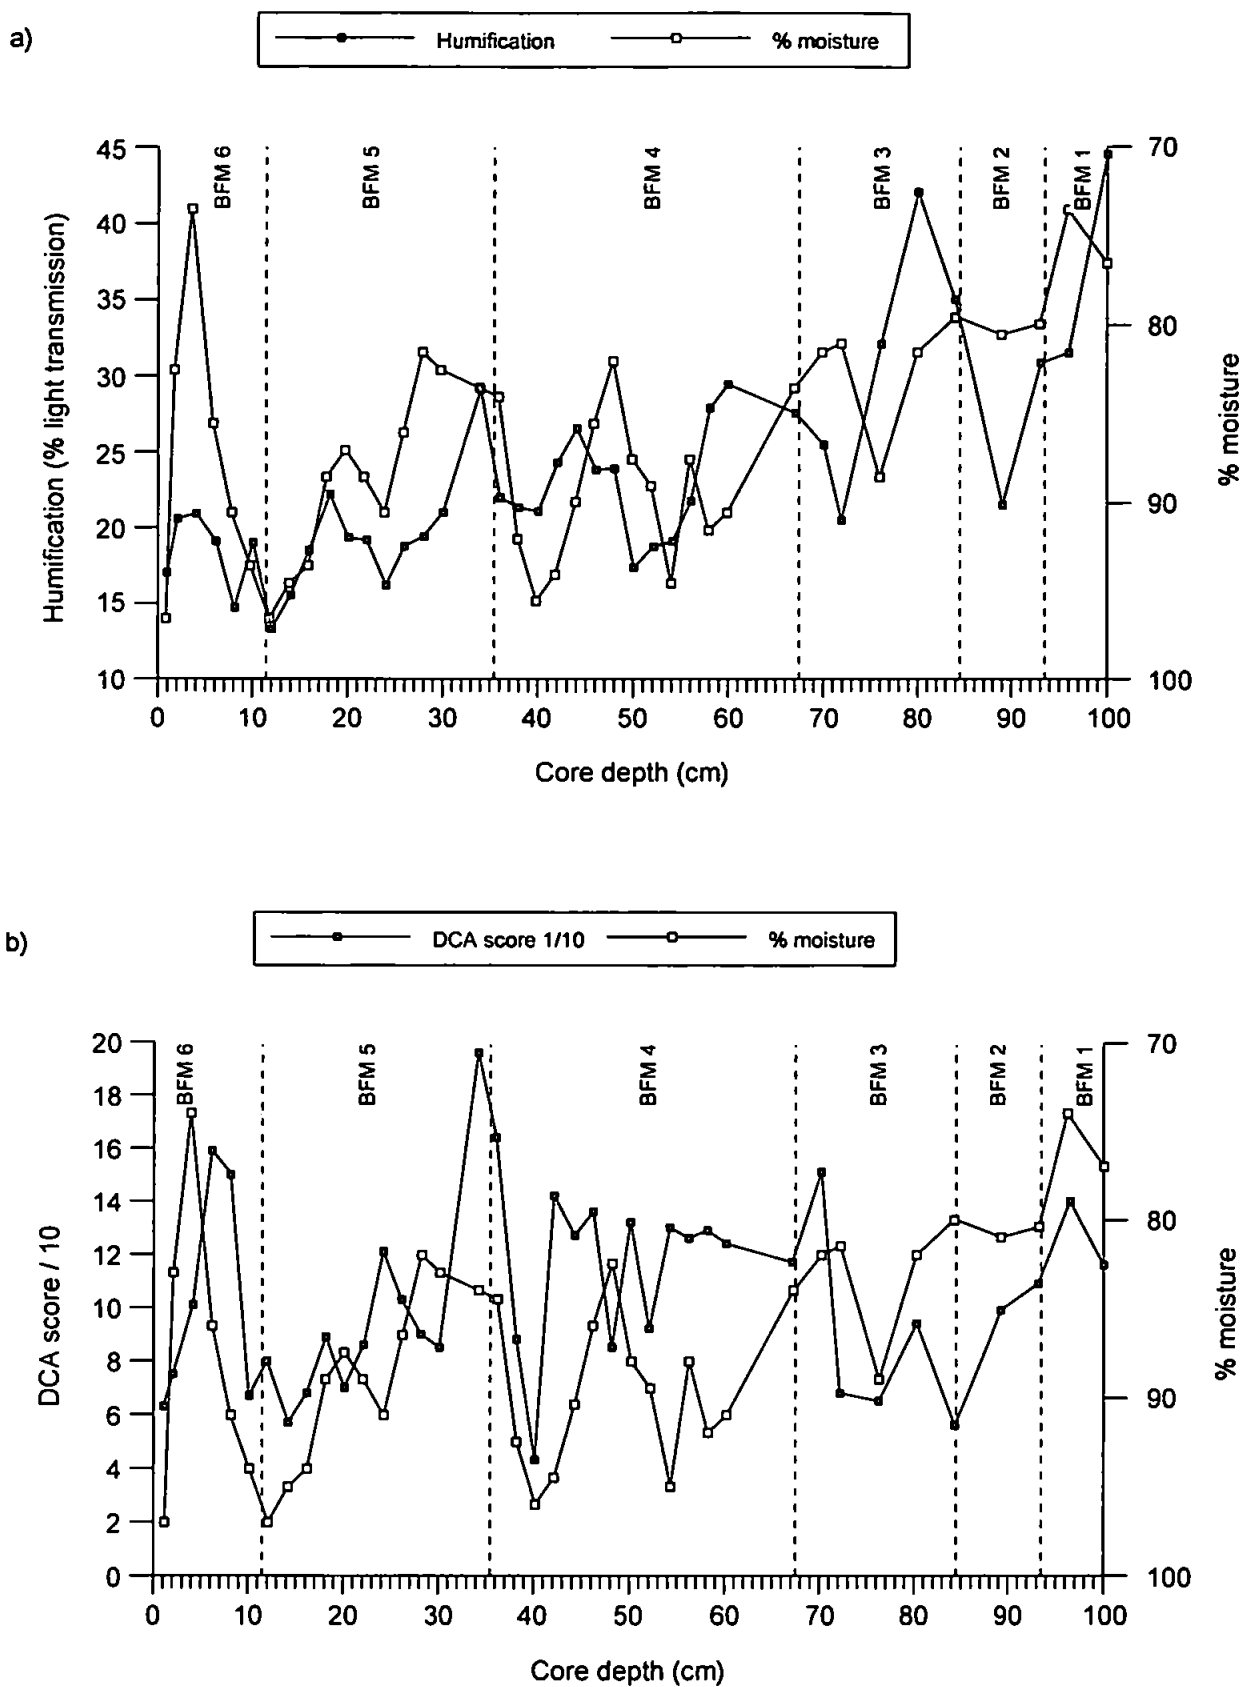 a)
Humification % moisture
BFM 6 BFM 5 BFM 4 BFM 3 BFM 2 BFM 1
45 40 35 30 25 20 15 10
Humification (% light transmission)
70 80 90 100
% moisture
0 10 20 30 40 50 60 70 80 90 100
Core depth (cm)
b)
DCA score 1/10 % moisture
BFM 6 BFM 5 BFM 4 BFM 3 BFM 2 BFM 1
20 18 16 14 12 10 8 6 4 2 0
DCA score / 10
70 80 90 100
% moisture
0 10 20 30 40 50 60 70 80 90 100
Core depth (cm)